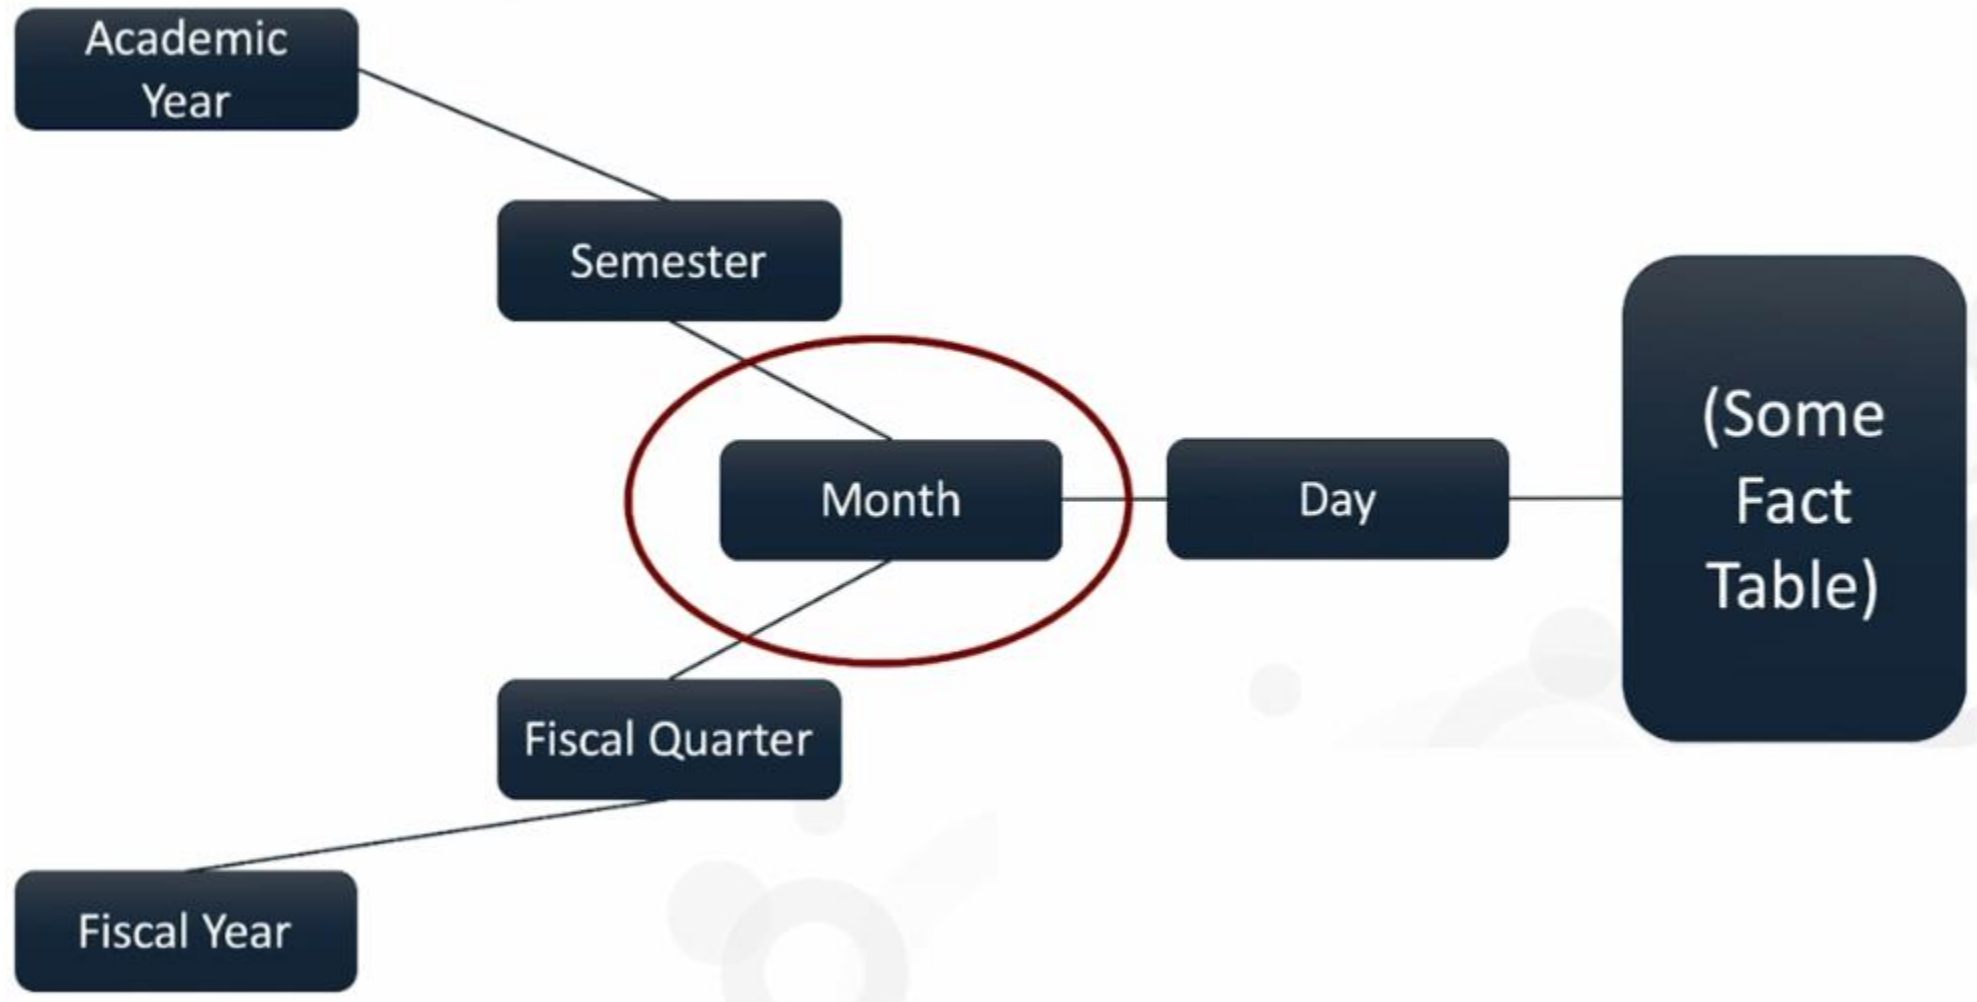 Academic
Year
Semester
Month
Day
(Some
Fact
Table)
Fiscal Quarter
Fiscal Year